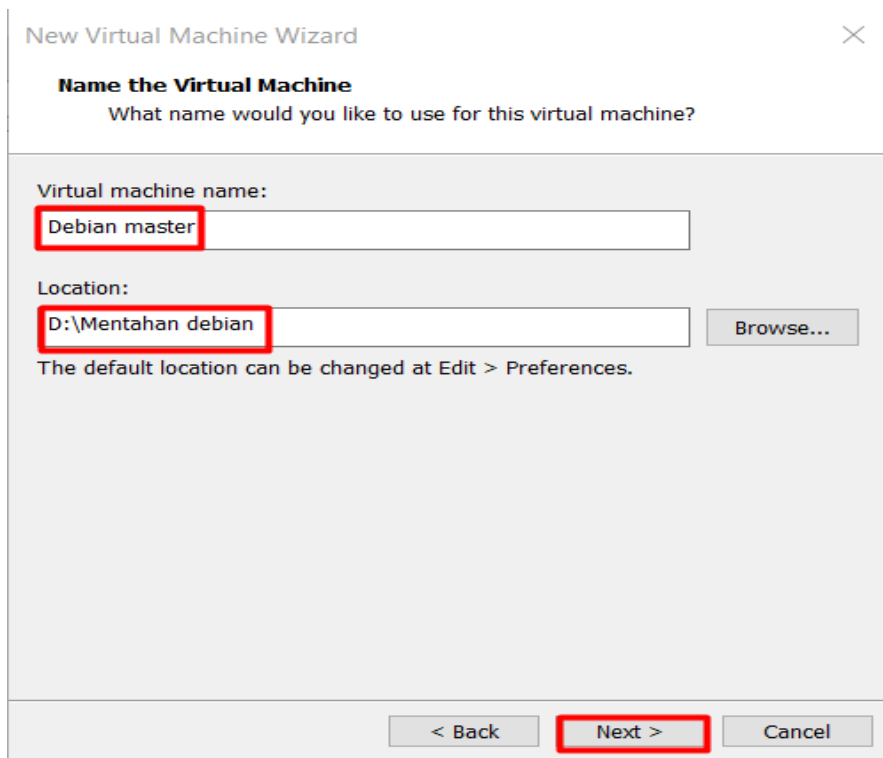 New Virtual Machine Wizard
Name the Virtual Machine
What name would you like to use for this virtual machine?
Virtual machine name:
Debian master
Location:
D:\Mentahan debian
Browse...
The default location can be changed at Edit > Preferences.
< Back
Next >
Cancel